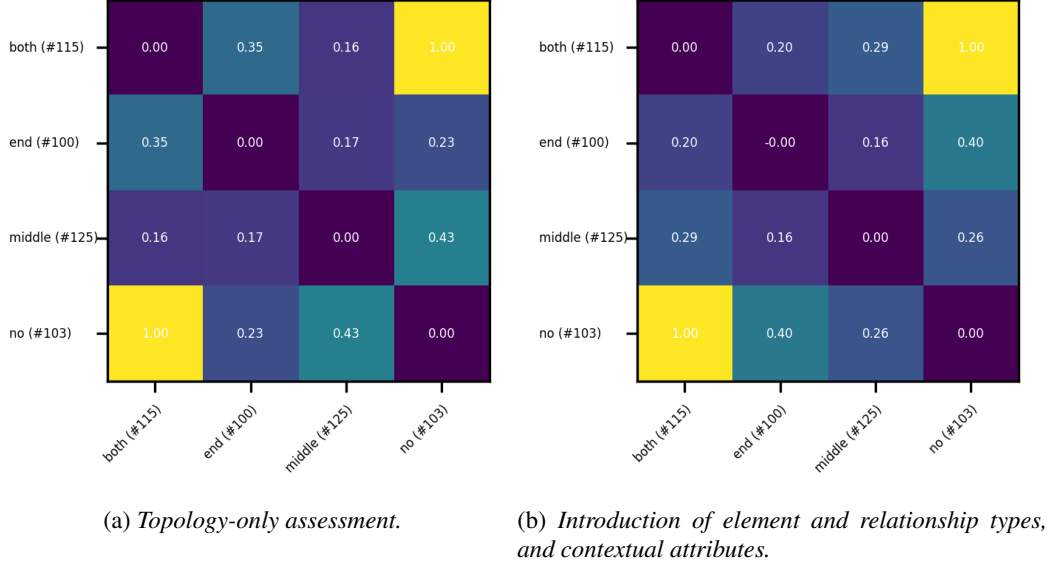 both (#115) 0.00 0.35 0.16 1.00
end (#100) 0.35 0.00 0.17 0.23
middle (#125) 0.16 0.17 0.00 0.43
no (#103) 1.00 0.23 0.43 0.00
both (#115) end (#100) middle (#125) no (#103)
(a) Topology-only assessment.
both (#115) 0.00 0.20 0.29 1.00
end (#100) 0.20 -0.00 0.16 0.40
middle (#125) 0.29 0.16 0.00 0.26
no (#103) 1.00 0.40 0.26 0.00
both (#115) end (#100) middle (#125) no (#103)
(b) Introduction of element and relationship types,
and contextual attributes.